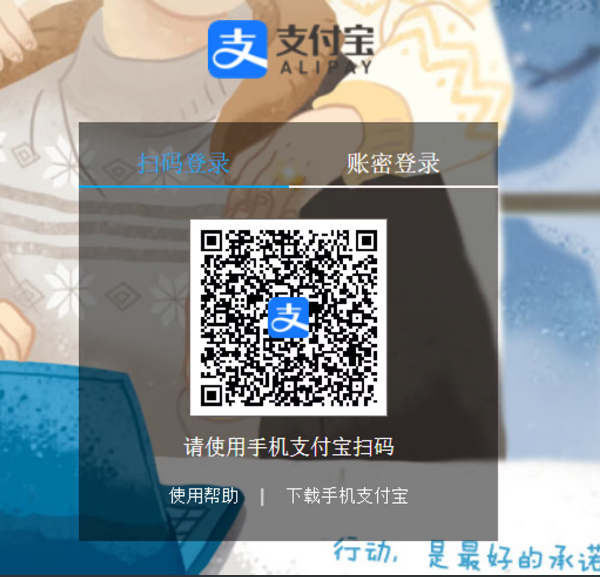 支 支付宝
ALIPAY
扫码登录 账密登录
支
请使用手机支付宝扫码
使用帮助 | 下载手机支付宝
行动,是最好的承诺